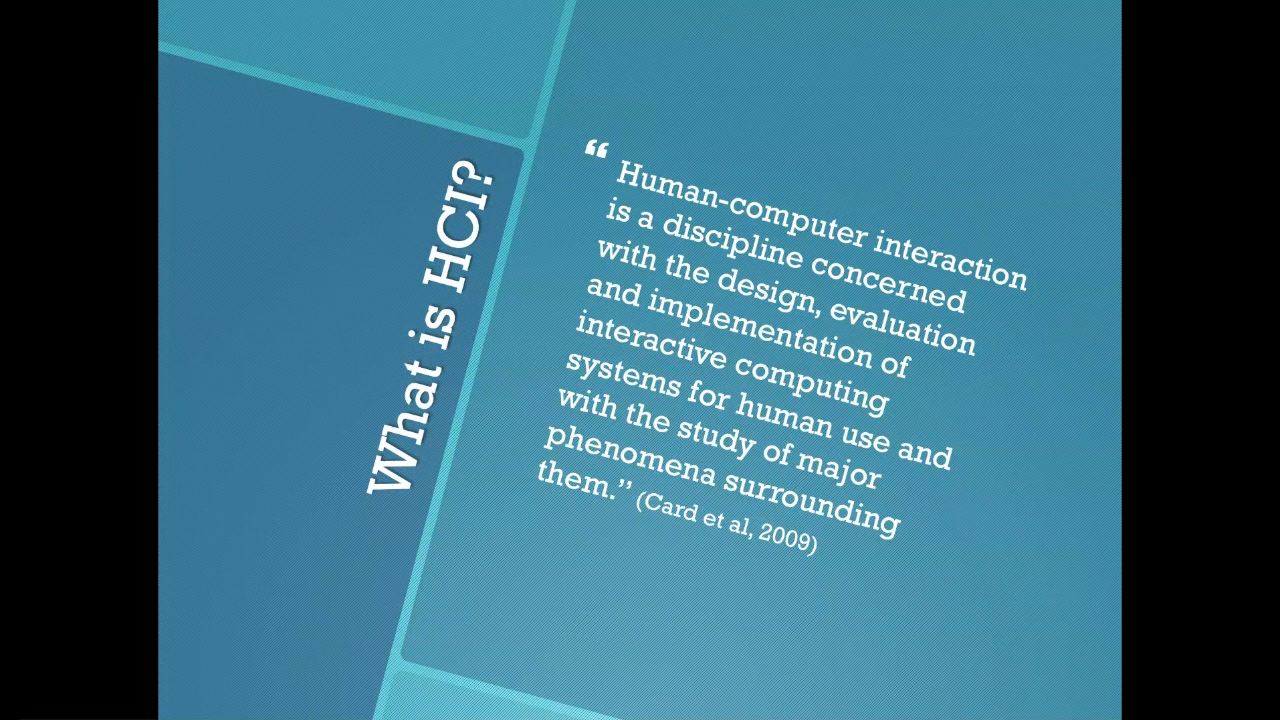 What is HCI?
“ Human-computer interaction
is a discipline concerned
with the design, evaluation
and implementation of
interactive computing
systems for human use and
with the study of major
phenomena surrounding
them.” (Card et al, 2009)